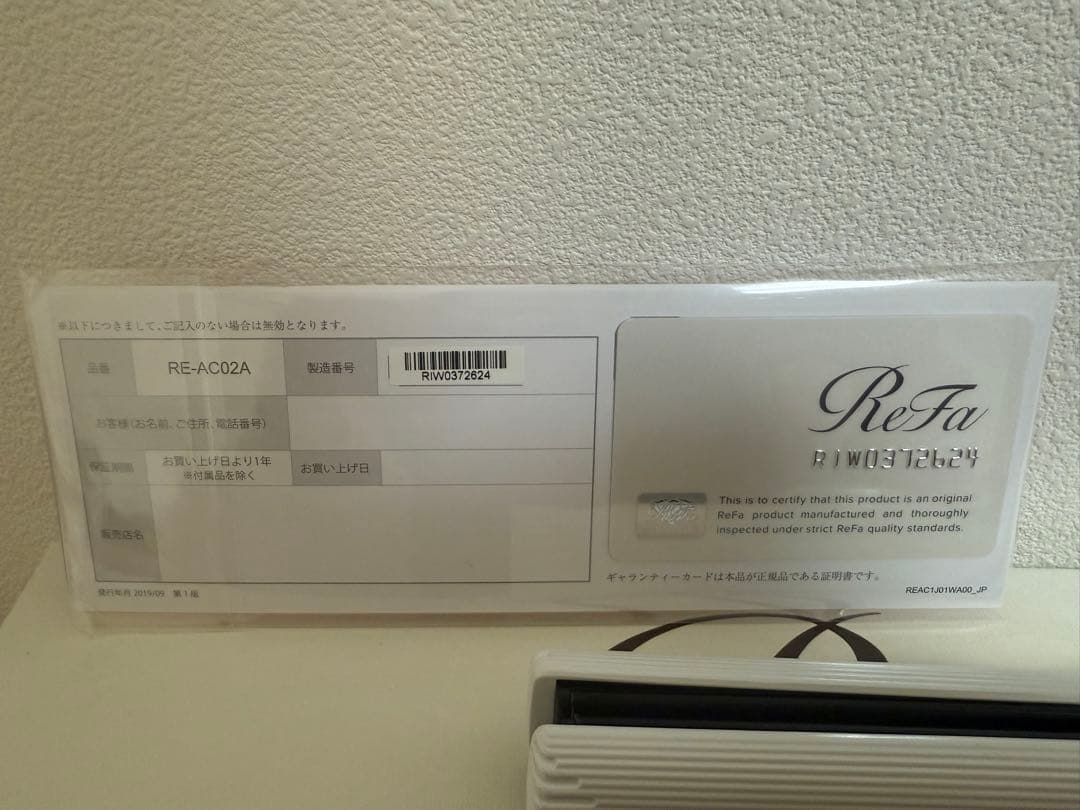 ※以下につきまして、ご記入のない場合は無効となります。
品番 RE-AC02A 製造番号 RIW0372624
お客様(お名前、ご住所、電話番号)
保証期間 お買い上げ日より1年 お買い上げ日
※付属品を除く
販売店名
発行年月 2019/09 第1版
ReFa
RIW0372624
This is to certify that this product is an original
ReFa product manufactured and thoroughly
inspected under strict ReFa quality standards.
ギャランティーカードは本品が正規品である証明書です。
REAC1J01WA00_JP